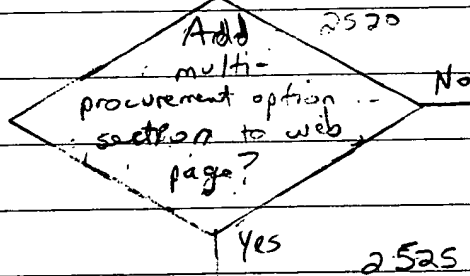 2520
Add
multi-
procurement option
section to web
page?
No
Yes
2525